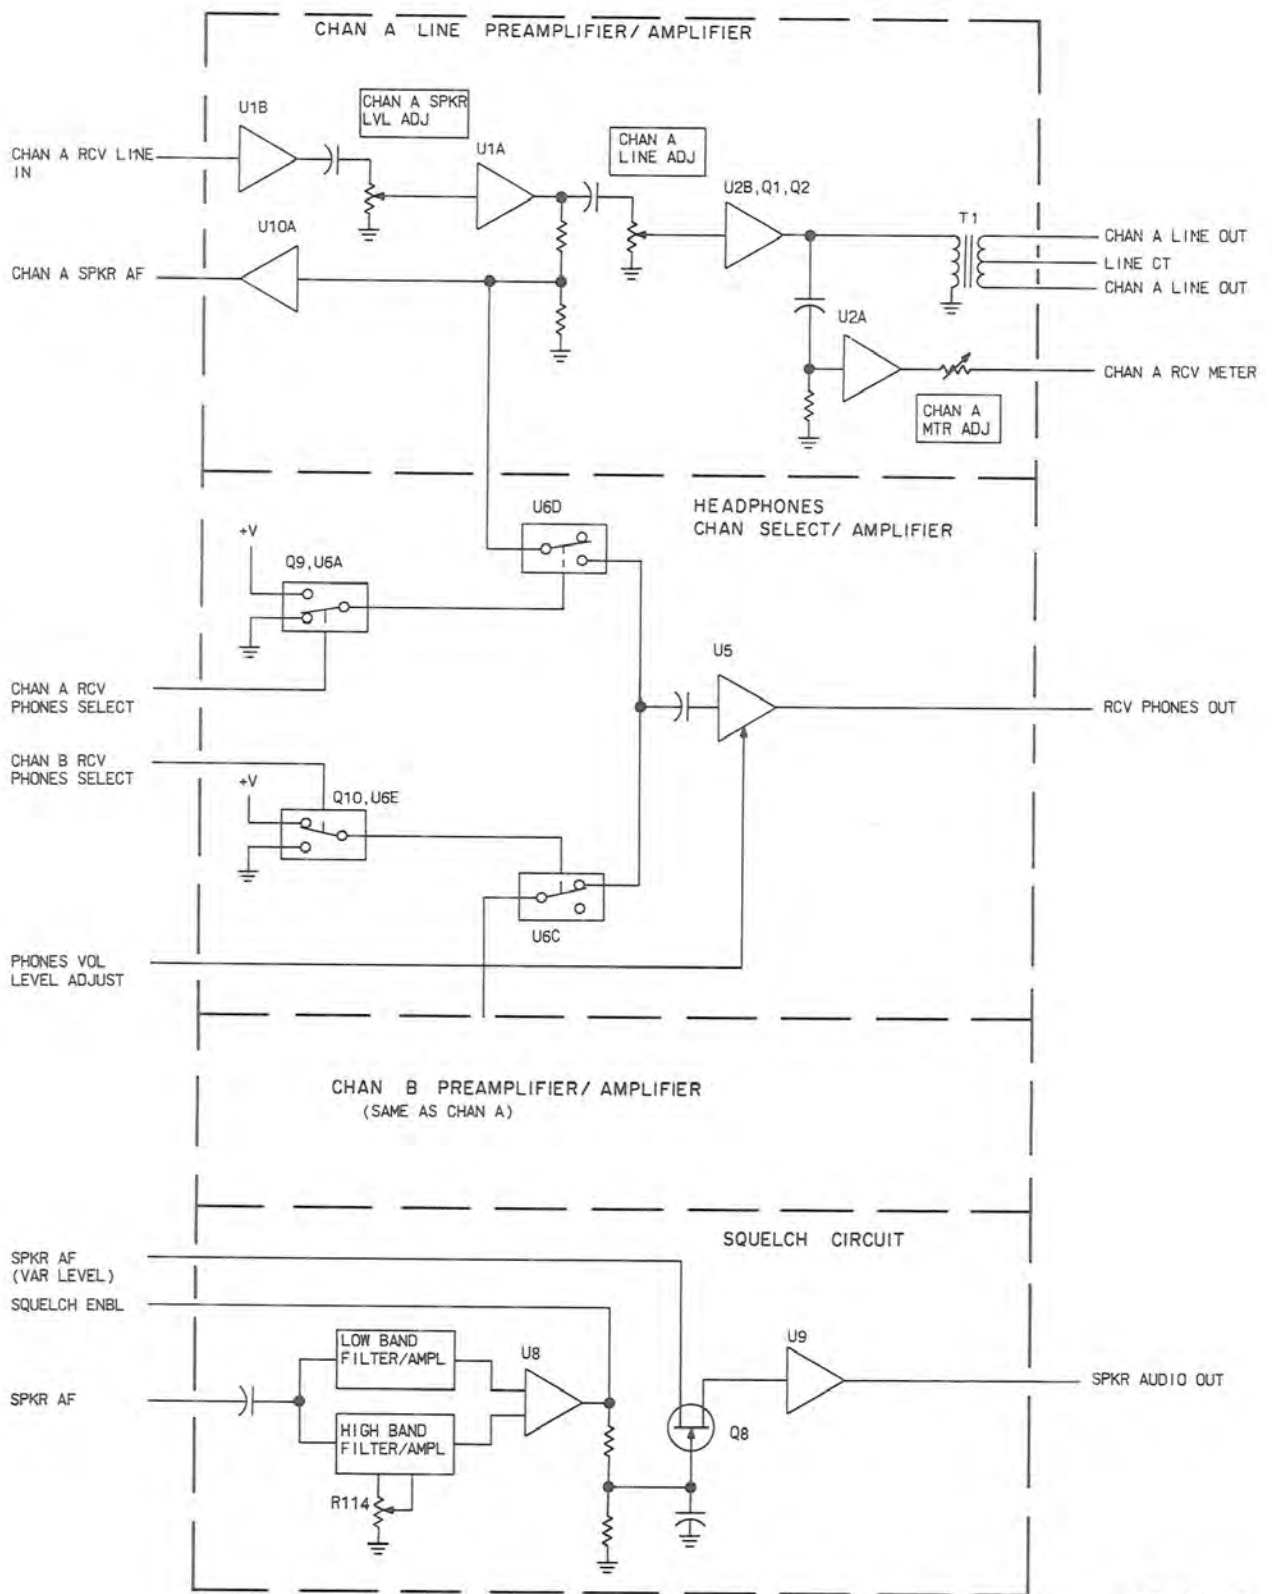 CHAN A LINE PREAMPLIFIER/ AMPLIFIER
U1B
CHAN A SPKR
LVL ADJ
CHAN A RCV LINE
IN
U1A
CHAN A
LINE ADJ
U2B, Q1, Q2
T1
CHAN A LINE OUT
LINE CT
CHAN A LINE OUT
U10A
CHAN A SPKR AF
U2A
CHAN A RCV METER
CHAN A
MTR ADJ
HEADPHONES
CHAN SELECT/ AMPLIFIER
U6D
+V
Q9, U6A
CHAN A RCV
PHONES SELECT
U5
RCV PHONES OUT
CHAN B RCV
PHONES SELECT
+V
Q10, U6E
U6C
PHONES VOL
LEVEL ADJUST
CHAN B PREAMPLIFIER/ AMPLIFIER
(SAME AS CHAN A)
SQUELCH CIRCUIT
SPKR AF
(VAR LEVEL)
SQUELCH ENBL
LOW BAND
FILTER/AMPL
U8
U9
SPKR AF
SPKR AUDIO OUT
HIGH BAND
FILTER/AMPL
Q8
R114